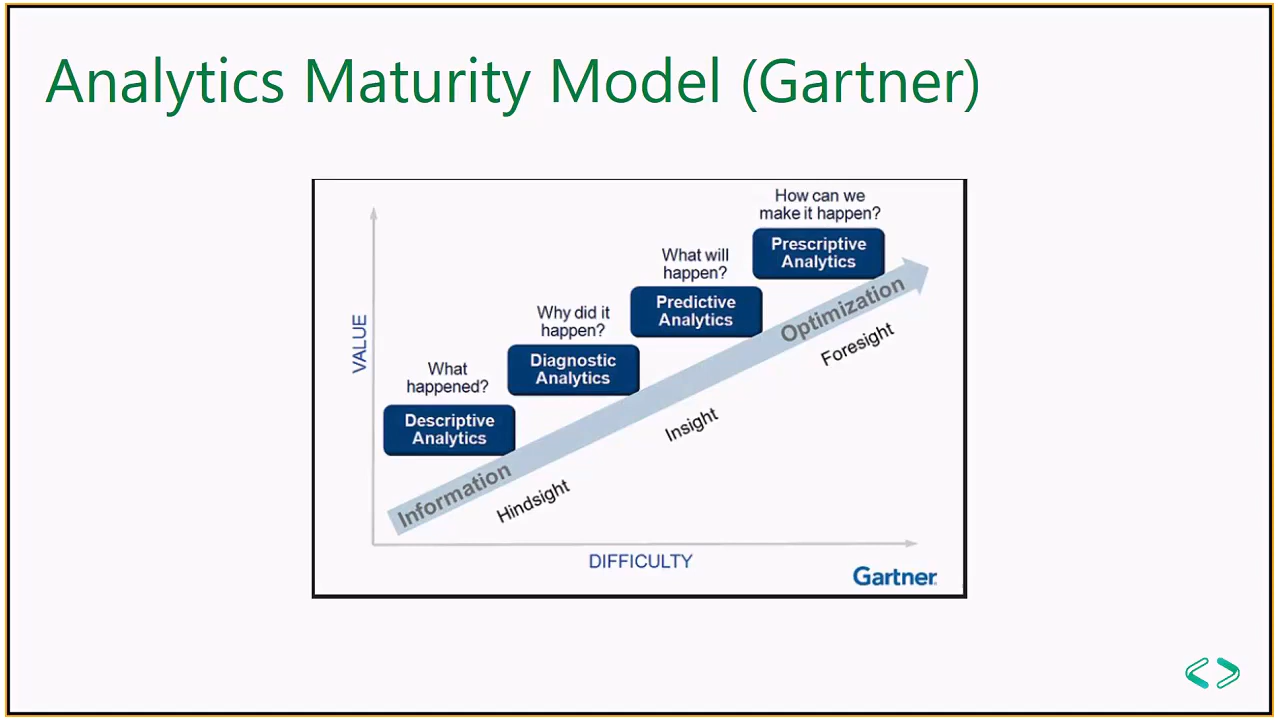 Analytics Maturity Model (Gartner)
How can we
make it happen?
Prescriptive
Analytics
What will
happen?
Predictive
Analytics
Why did it
happen?
Diagnostic
Analytics
What
happened?
Descriptive
Analytics
VALUE
Information
Optimization
Hindsight
Insight
Foresight
DIFFICULTY
Gartner